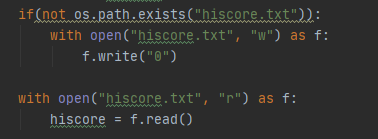 if(not os.path.exists("hiscore.txt")):
    with open("hiscore.txt", "w") as f:
        f.write("0")
with open("hiscore.txt", "r") as f:
    hiscore = f.read()